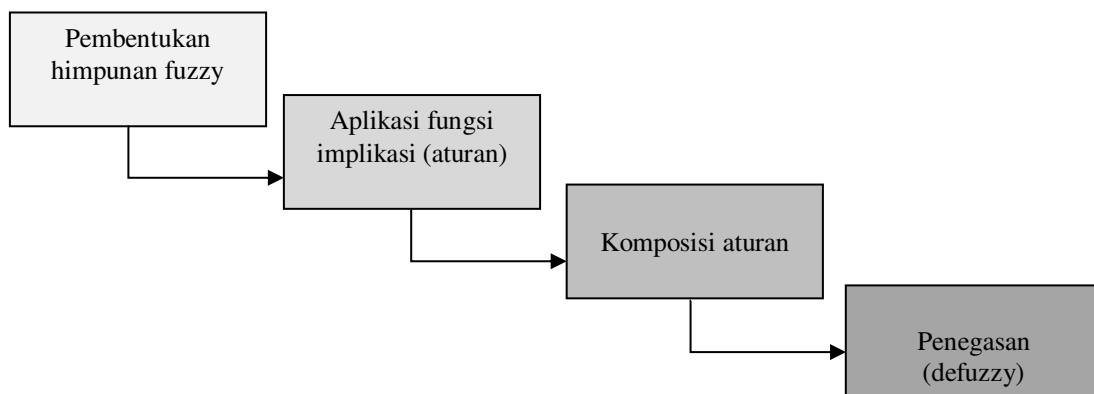 Pembentukan
himpunan fuzzy
Aplikasi fungsi
implikasi (aturan)
Komposisi aturan
Penegasan
(defuzzy)